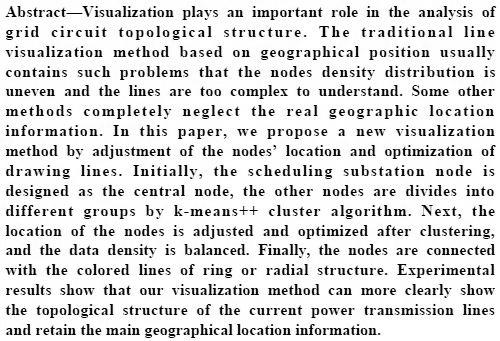 Abstract—Visualization plays an important role in the analysis of
grid circuit topological structure. The traditional line
visualization method based on geographical position usually
contains such problems that the nodes density distribution is
uneven and the lines are too complex to understand. Some other
methods completely neglect the real geographic location
information. In this paper, we propose a new visualization
method by adjustment of the nodes’ location and optimization of
drawing lines. Initially, the scheduling substation node is
designed as the central node, the other nodes are divides into
different groups by k-means++ cluster algorithm. Next, the
location of the nodes is adjusted and optimized after clustering,
and the data density is balanced. Finally, the nodes are connected
with the colored lines of ring or radial structure. Experimental
results show that our visualization method can more clearly show
the topological structure of the current power transmission lines
and retain the main geographical location information.